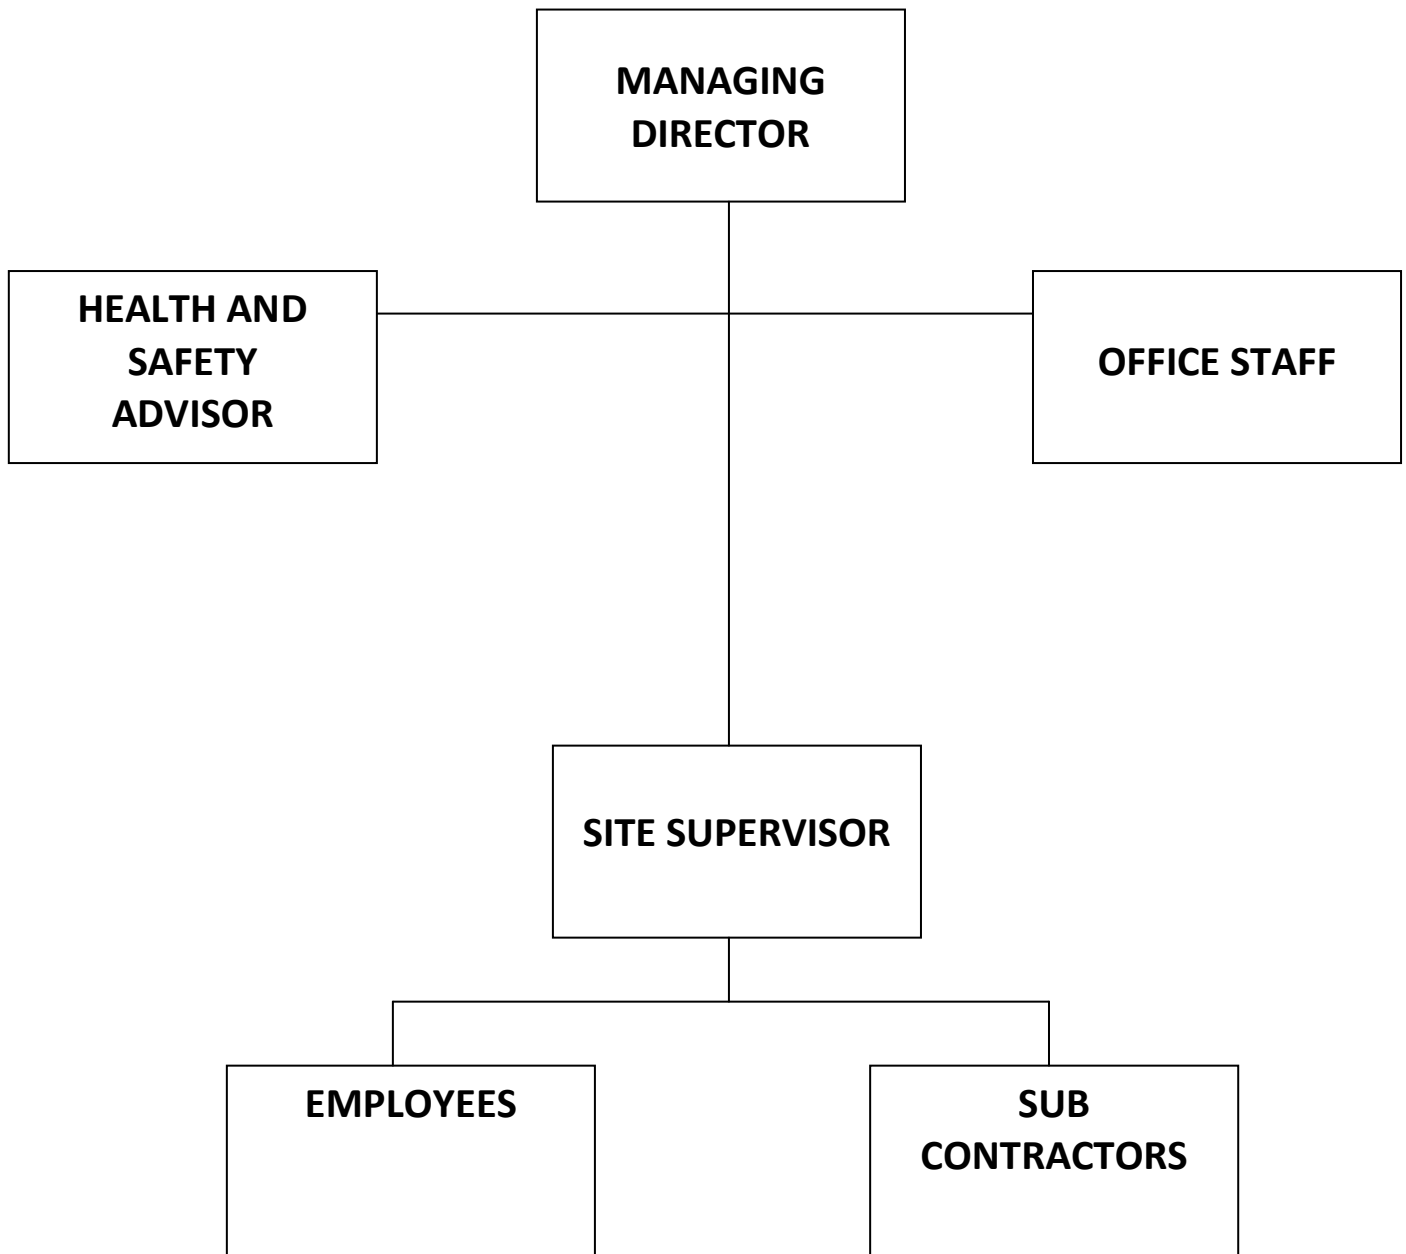 MANAGING
DIRECTOR
HEALTH AND
SAFETY
ADVISOR
OFFICE STAFF
SITE SUPERVISOR
EMPLOYEES
SUB
CONTRACTORS